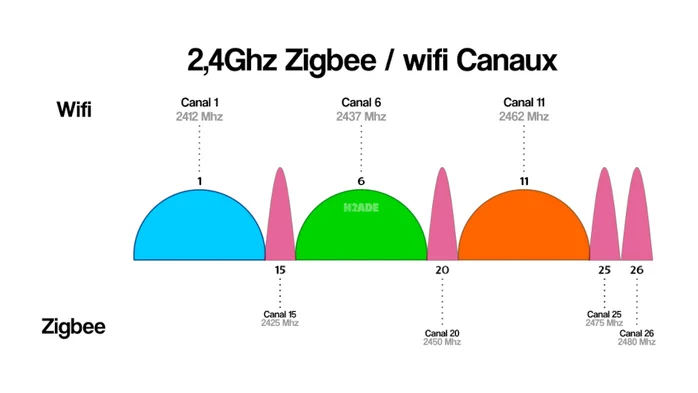 2,4Ghz Zigbee / wifi Canaux
Wifi
Canal 1
2412 Mhz
Canal 6
2437 Mhz
Canal 11
2462 Mhz
1
6
11
H2ADE
15
20
25
26
Zigbee
Canal 15
2425 Mhz
Canal 20
2450 Mhz
Canal 25
2475 Mhz
Canal 26
2480 Mhz